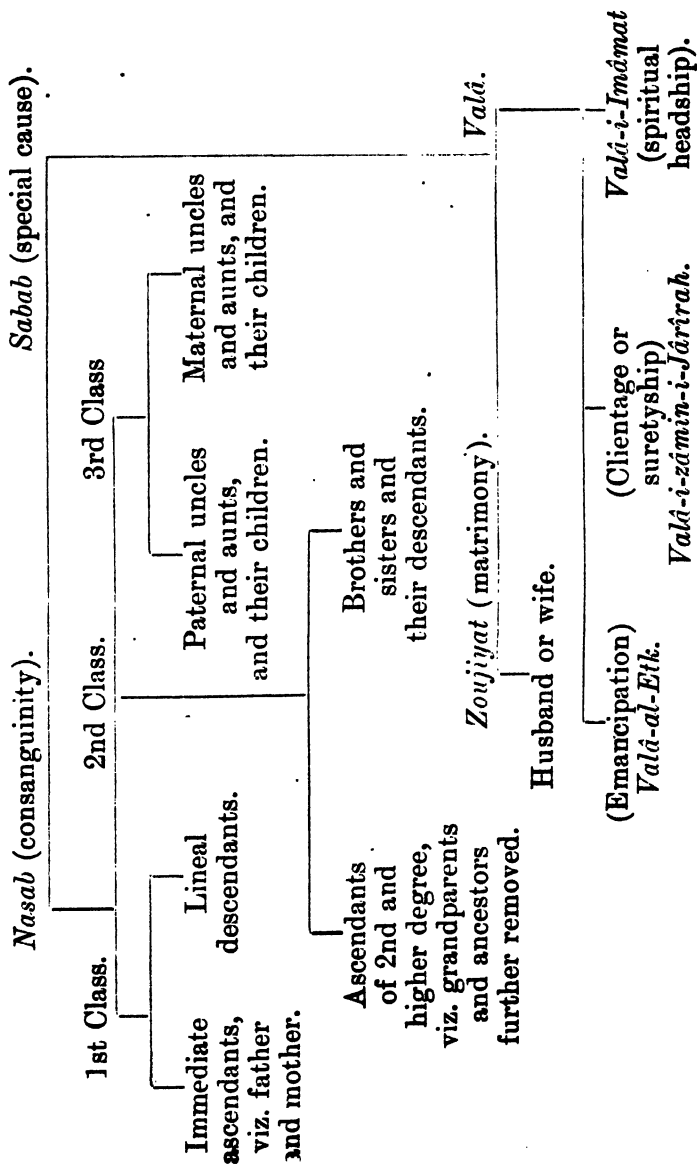 Nasab (consanguinity).
Sabab (special cause).
1st Class.
2nd Class.
3rd Class
Immediate
ascendants,
viz. father
and mother.
Lineal
descendants.
Paternal uncles
and aunts,
and their children.
Maternal uncles
and aunts, and
their children.
Ascendants
of 2nd and
higher degree,
viz. grandparents
and ancestors
further removed.
Brothers and
sisters and
their descendants.
Zoujiyat (matrimony).
Valâ.
Husband or wife.
(Emancipation)
Valâ-al-Etk.
(Clientage or
suretyship)
Valâ-i-zâmin-i-Jârîrah.
Valâ-i-Imâmat
(spiritual
headship).